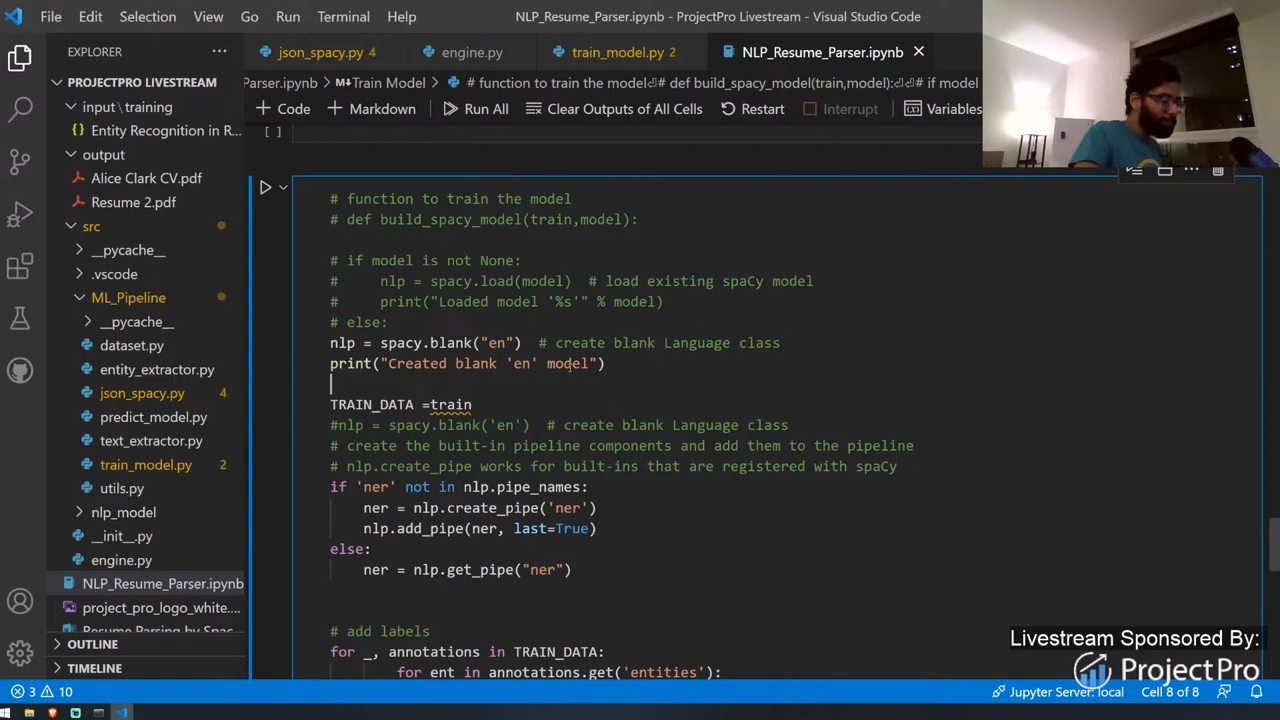 File Edit Selection View Go Run Terminal Help
NLP_Resume_Parser.ipynb - ProjectPro Livestream - Visual Studio Code
EXPLORER
json_spacy.py 4
engine.py
train_model.py 2
NLP_Resume_Parser.ipynb
PROJECTPRO LIVESTREAM
Parser.ipynb > Train Model > # function to train the model⏎# def build_spacy_model(train,model):⏎# if model
+ Code + Markdown Run All Clear Outputs of All Cells Restart Interrupt Variables
input\training
Entity Recognition in R...
output
Alice Clark CV.pdf
Resume 2.pdf
src
__pycache__
.vscode
ML_Pipeline
__pycache__
dataset.py
entity_extractor.py
json_spacy.py 4
predict_model.py
text_extractor.py
train_model.py 2
utils.py
nlp_model
__init__.py
engine.py
NLP_Resume_Parser.ipynb
project_pro_logo_white....
Resume Parsing by Spac...
OUTLINE
TIMELINE
[ ]
# function to train the model
# def build_spacy_model(train,model):
# if model is not None:
#     nlp = spacy.load(model)  # load existing spaCy model
#     print("Loaded model '%s'" % model)
# else:
nlp = spacy.blank("en")  # create blank Language class
print("Created blank 'en' model")
TRAIN_DATA =train
#nlp = spacy.blank('en')  # create blank Language class
# create the built-in pipeline components and add them to the pipeline
# nlp.create_pipe works for built-ins that are registered with spaCy
if 'ner' not in nlp.pipe_names:
    ner = nlp.create_pipe('ner')
    nlp.add_pipe(ner, last=True)
else:
    ner = nlp.get_pipe("ner")
# add labels
for _, annotations in TRAIN_DATA:
        for ent in annotations.get('entities'):
Livestream Sponsored By:
ProjectPro
3 10
Jupyter Server: local
Cell 8 of 8